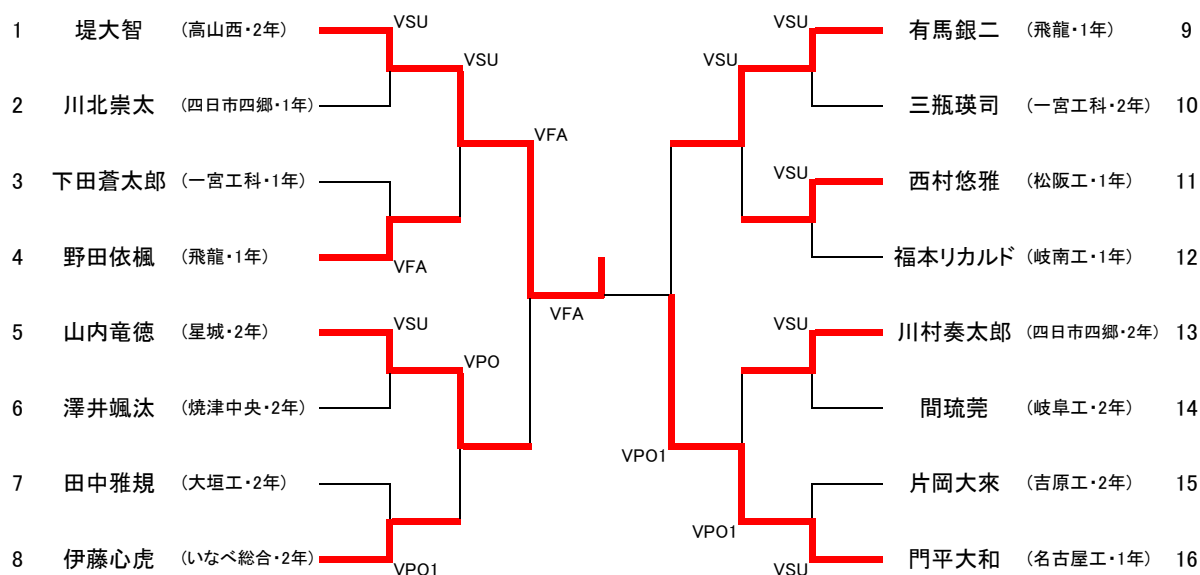 1 堤大智 (高山西・2年) VSU
2 川北崇太 (四日市四郷・1年)
VSU
3 下田蒼太郎 (一宮工科・1年)
4 野田依楓 (飛龍・1年) VFA
VFA
5 山内竜徳 (星城・2年) VSU
6 澤井颯汰 (焼津中央・2年)
VPO
7 田中雅規 (大垣工・2年)
8 伊藤心虎 (いなべ総合・2年) VPO1
VFA
VSU 有馬銀二 (飛龍・1年) 9
VSU
三瓶瑛司 (一宮工科・2年) 10
VSU 西村悠雅 (松阪工・1年) 11
福本リカルド (岐南工・1年) 12
VSU 川村奏太郎 (四日市四郷・2年) 13
間琉莞 (岐阜工・2年) 14
VPO1
片岡大來 (吉原工・2年) 15
VPO1
VSU 門平大和 (名古屋工・1年) 16